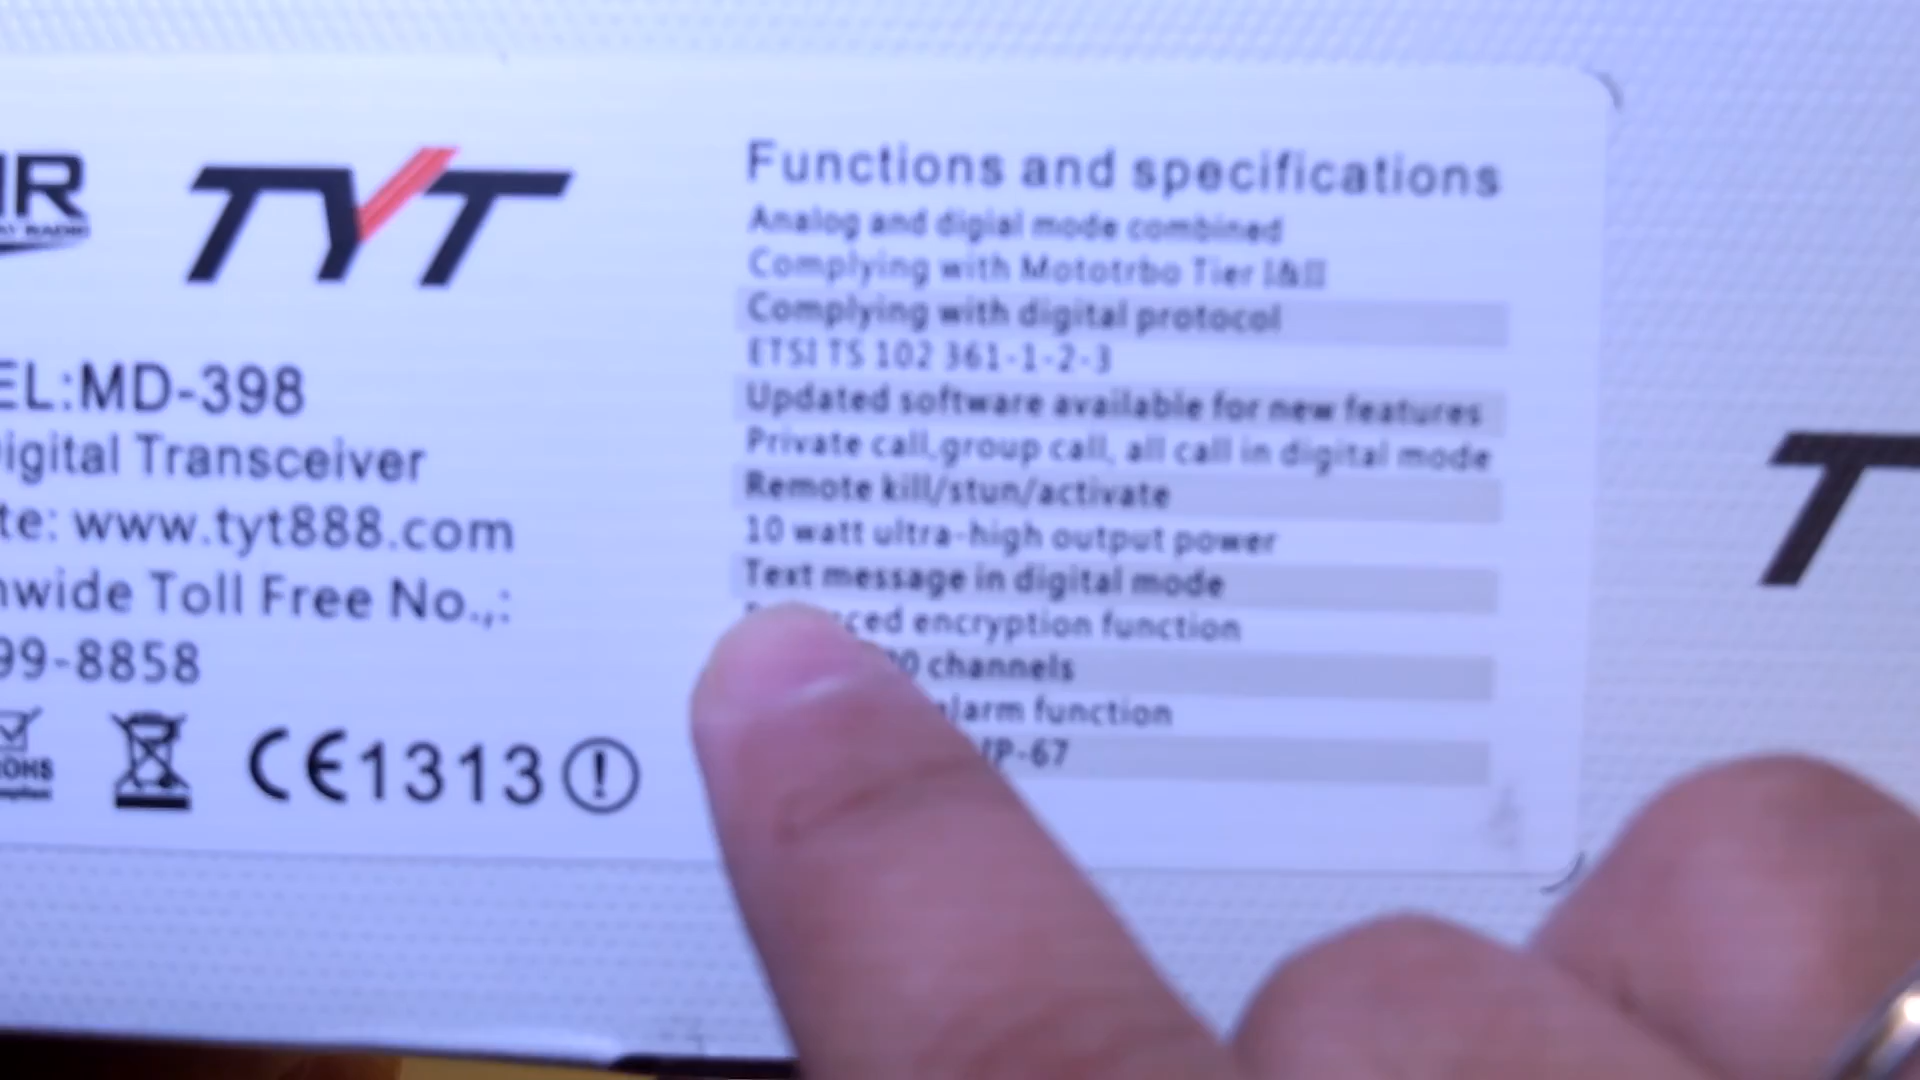 TYT
EL:MD-398
igital Transceiver
te: www.tyt888.com
nwide Toll Free No.,:
99-8858
CE1313
Functions and specifications
Analog and digial mode combined
Complying with Mototrbo Tier I&II
Complying with digital protocol
ETSI TS 102 361-1-2-3
Updated software available for new features
Private call,group call, all call in digital mode
Remote kill/stun/activate
10 watt ultra-high output power
Text message in digital mode
ced encryption function
0 channels
alarm function
IP-67
T